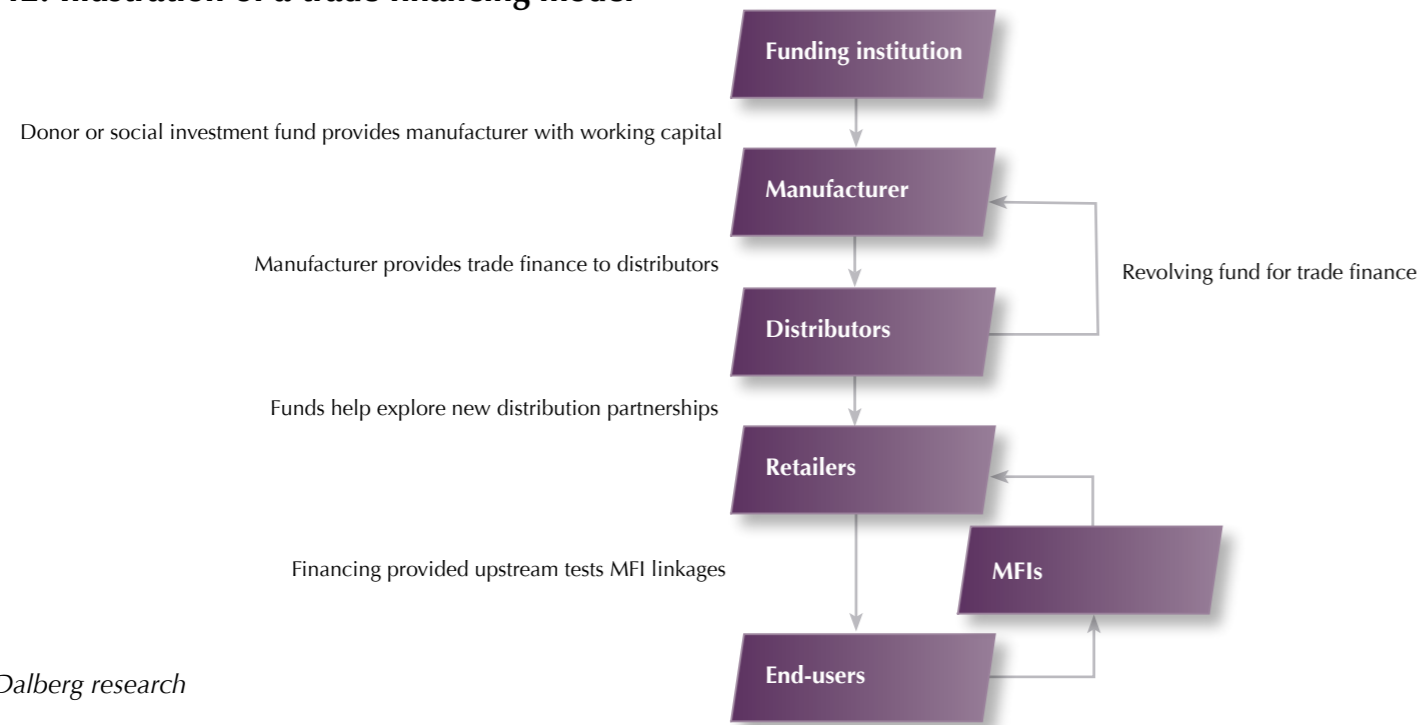 Funding institution
Donor or social investment fund provides manufacturer with working capital
Manufacturer
Manufacturer provides trade finance to distributors
Revolving fund for trade finance
Distributors
Funds help explore new distribution partnerships
Retailers
Financing provided upstream tests MFI linkages
MFIs
End-users
Dalberg research